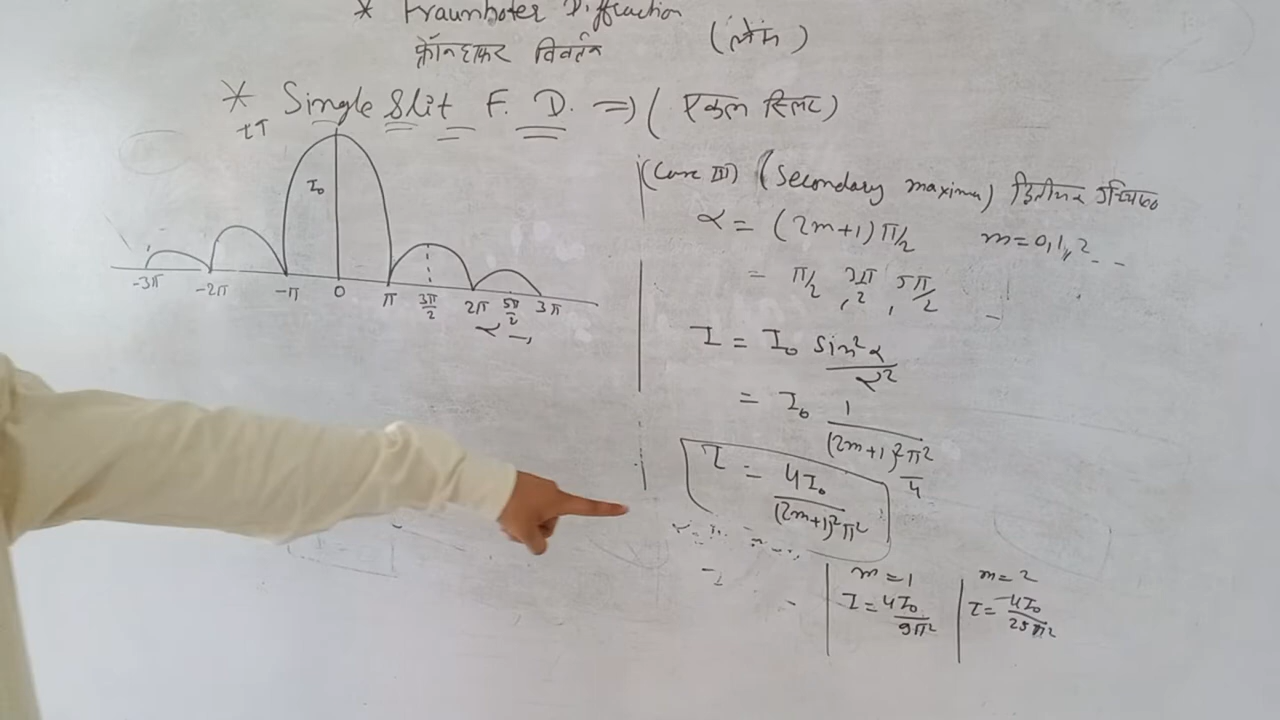 * Fraunhofer Diffraction
फ्रॉनहॉफर विवर्तन (लेंस)
* Single Slit F. D. ⇒ ( एकल स्लिट)
I₀
-3π -2π -π 0 π 3π/2 2π 5π/2 3π
α →
(Case III) (Secondary maxima) द्वितीयक उच्चिष्ठ
α = (2m+1) π/2 m=0,1,2---
= π/2, 3π/2, 5π/2 -
I = I₀ sin²α/α²
= I₀ 1/((2m+1)² π²/4)
I = 4I₀/((2m+1)²π²)
m=1
I = 4I₀/9π²
m=2
I = 4I₀/25π²